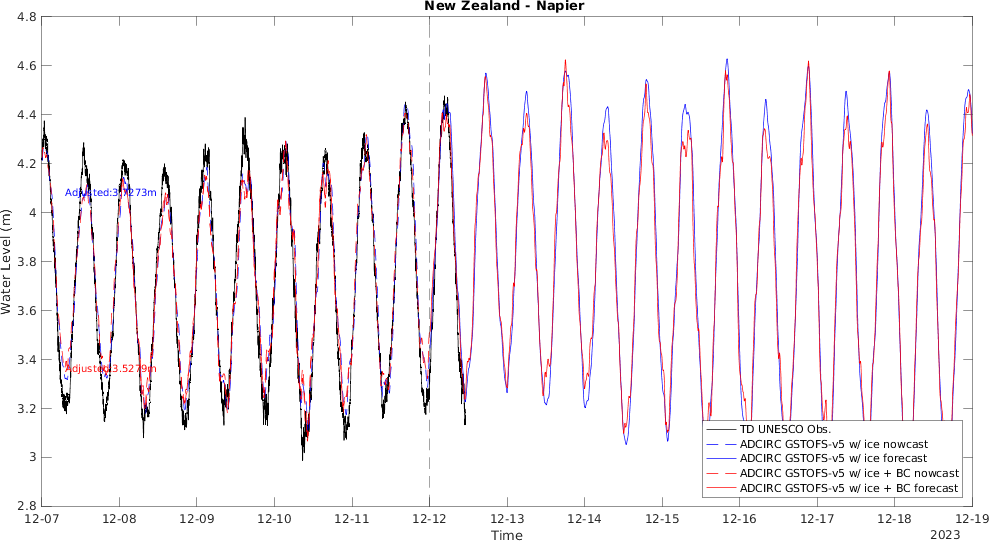 New Zealand - Napier
4.8
4.6
4.4
4.2
4
3.8
3.6
3.4
3.2
3
2.8
Water Level (m)
Adjusted:3.7273m
Adjusted:3.5279m
TD UNESCO Obs.
ADCIRC GSTOFS-v5 w/ ice nowcast
ADCIRC GSTOFS-v5 w/ ice forecast
ADCIRC GSTOFS-v5 w/ ice + BC nowcast
ADCIRC GSTOFS-v5 w/ ice + BC forecast
12-07 12-08 12-09 12-10 12-11 12-12 12-13 12-14 12-15 12-16 12-17 12-18 12-19
Time
2023